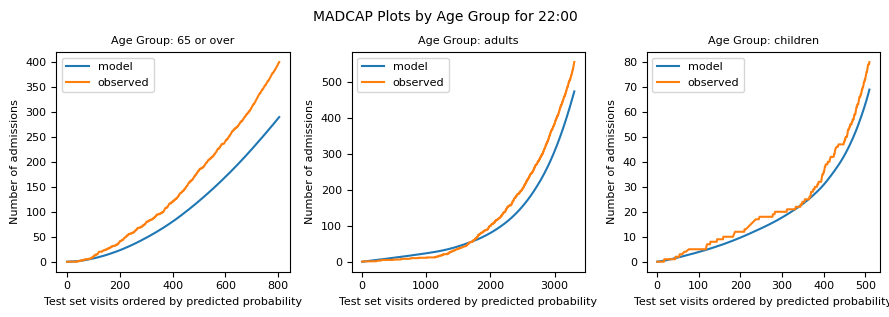 MADCAP Plots by Age Group for 22:00
Age Group: 65 or over
Number of admissions
400
350
300
250
200
150
100
50
0
model
observed
0
200
400
600
800
Test set visits ordered by predicted probability
Age Group: adults
Number of admissions
500
400
300
200
100
0
model
observed
0
1000
2000
3000
Test set visits ordered by predicted probability
Age Group: children
Number of admissions
80
70
60
50
40
30
20
10
0
model
observed
0
100
200
300
400
500
Test set visits ordered by predicted probability